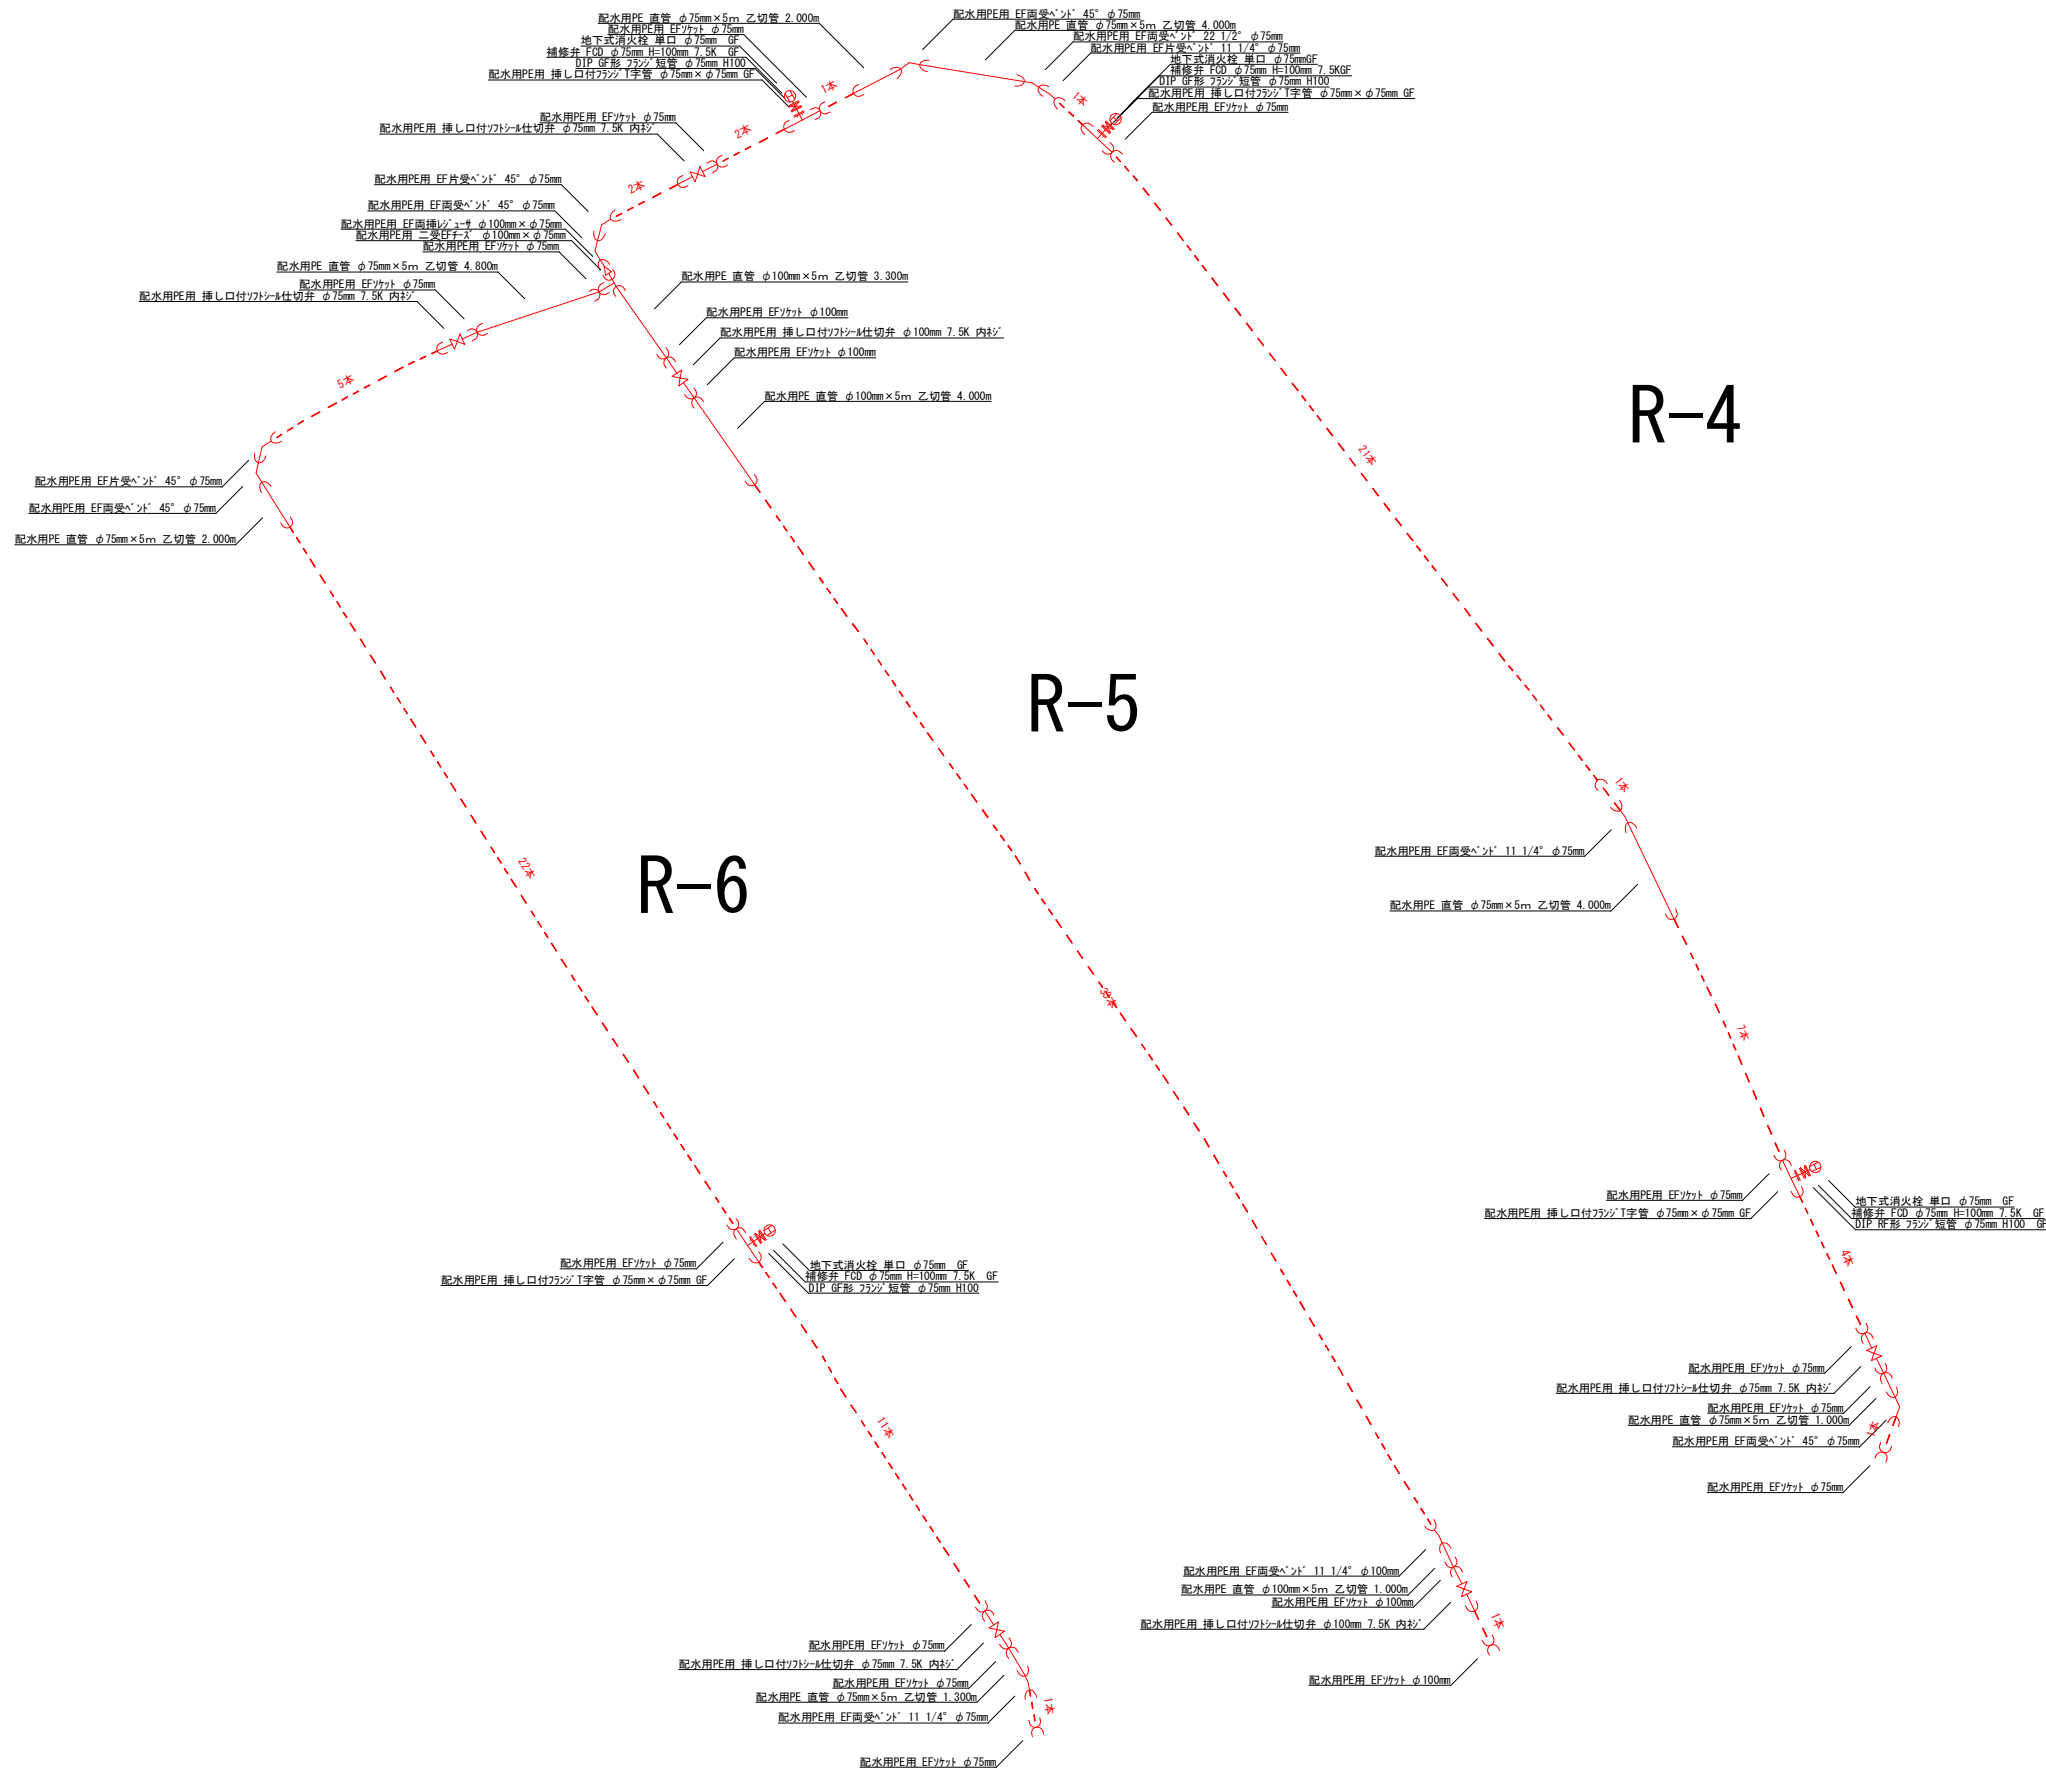 配水用PE 直管 φ75mm×5m 乙切管 2.000m
配水用PE用 EFソケット φ75mm
地下式消火栓 単口 φ75mm GF
補修弁 FCD φ75mm H=100mm 7.5K GF
DIP GF形 フランジ短管 φ75mm H100
配水用PE用 挿し口付フランジT字管 φ75mm×φ75mm GF
配水用PE用 EF両受ベンド 45° φ75mm
配水用PE 直管 φ75mm×5m 乙切管 4.000m
配水用PE用 EF両受ベンド 22 1/2° φ75mm
配水用PE用 EF片受ベンド 11 1/4° φ75mm
地下式消火栓 単口 φ75mmGF
補修弁 FCD φ75mm H=100mm 7.5KGF
DIP GF形 フランジ短管 φ75mm H100
配水用PE用 挿し口付フランジT字管 φ75mm×φ75mm GF
配水用PE用 EFソケット φ75mm
1本
1本
2本
2本
配水用PE用 EFソケット φ75mm
配水用PE用 挿し口付ソフトシール仕切弁 φ75mm 7.5K 内ネジ
配水用PE用 EF片受ベンド 45° φ75mm
配水用PE用 EF両受ベンド 45° φ75mm
配水用PE用 EF両挿レジューサ φ100mm×φ75mm
配水用PE用 二受EFチーズ φ100mm×φ75mm
配水用PE用 EFソケット φ75mm
配水用PE 直管 φ75mm×5m 乙切管 4.800m
配水用PE用 EFソケット φ75mm
配水用PE用 挿し口付ソフトシール仕切弁 φ75mm 7.5K 内ネジ
配水用PE 直管 φ100mm×5m 乙切管 3.300m
配水用PE用 EFソケット φ100mm
配水用PE用 挿し口付ソフトシール仕切弁 φ100mm 7.5K 内ネジ
配水用PE用 EFソケット φ100mm
配水用PE 直管 φ100mm×5m 乙切管 4.000m
5本
R-4
21本
配水用PE用 EF片受ベンド 45° φ75mm
配水用PE用 EF両受ベンド 45° φ75mm
配水用PE 直管 φ75mm×5m 乙切管 2.000m
R-5
1本
配水用PE用 EF両受ベンド 11 1/4° φ75mm
配水用PE 直管 φ75mm×5m 乙切管 4.000m
R-6
22本
38本
7本
配水用PE用 EFソケット φ75mm
配水用PE用 挿し口付フランジT字管 φ75mm×φ75mm GF
地下式消火栓 単口 φ75mm GF
補修弁 FCD φ75mm H=100mm 7.5K GF
DIP RF形 フランジ短管 φ75mm H100 GF
4本
配水用PE用 EFソケット φ75mm
配水用PE用 挿し口付フランジT字管 φ75mm×φ75mm GF
地下式消火栓 単口 φ75mm GF
補修弁 FCD φ75mm H=100mm 7.5K GF
DIP GF形 フランジ短管 φ75mm H100
配水用PE用 EFソケット φ75mm
配水用PE用 挿し口付ソフトシール仕切弁 φ75mm 7.5K 内ネジ
配水用PE用 EFソケット φ75mm
配水用PE 直管 φ75mm×5m 乙切管 1.000m
配水用PE用 EF両受ベンド 45° φ75mm
1本
配水用PE用 EFソケット φ75mm
11本
配水用PE用 EF両受ベンド 11 1/4° φ100mm
配水用PE 直管 φ100mm×5m 乙切管 1.000m
配水用PE用 EFソケット φ100mm
配水用PE用 挿し口付ソフトシール仕切弁 φ100mm 7.5K 内ネジ
1本
配水用PE用 EFソケット φ100mm
配水用PE用 EFソケット φ75mm
配水用PE用 挿し口付ソフトシール仕切弁 φ75mm 7.5K 内ネジ
配水用PE用 EFソケット φ75mm
配水用PE 直管 φ75mm×5m 乙切管 1.300m
配水用PE用 EF両受ベンド 11 1/4° φ75mm
1本
配水用PE用 EFソケット φ75mm